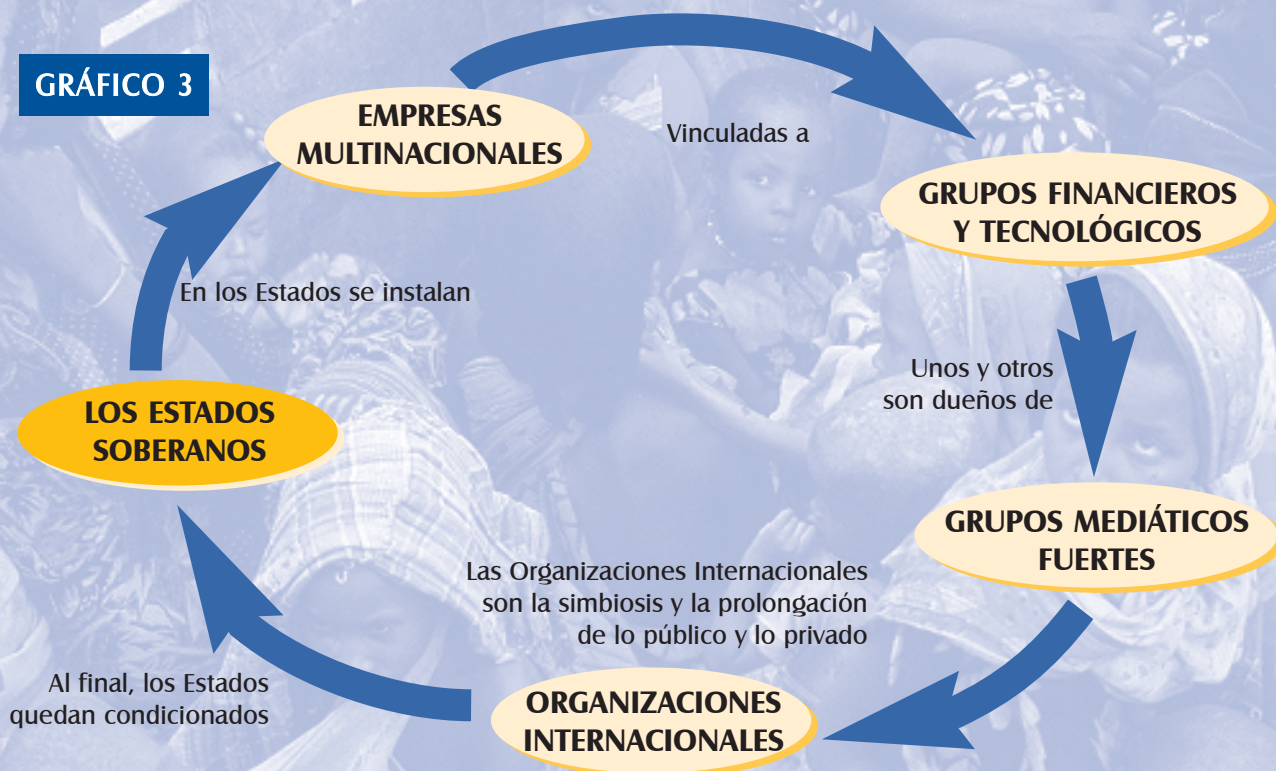 GRÁFICO 3
EMPRESAS
MULTINACIONALES
Vinculadas a
GRUPOS FINANCIEROS
Y TECNOLÓGICOS
En los Estados se instalan
Unos y otros
son dueños de
LOS ESTADOS
SOBERANOS
GRUPOS MEDIÁTICOS
FUERTES
Las Organizaciones Internacionales
son la simbiosis y la prolongación
de lo público y lo privado
Al final, los Estados
quedan condicionados
ORGANIZACIONES
INTERNACIONALES